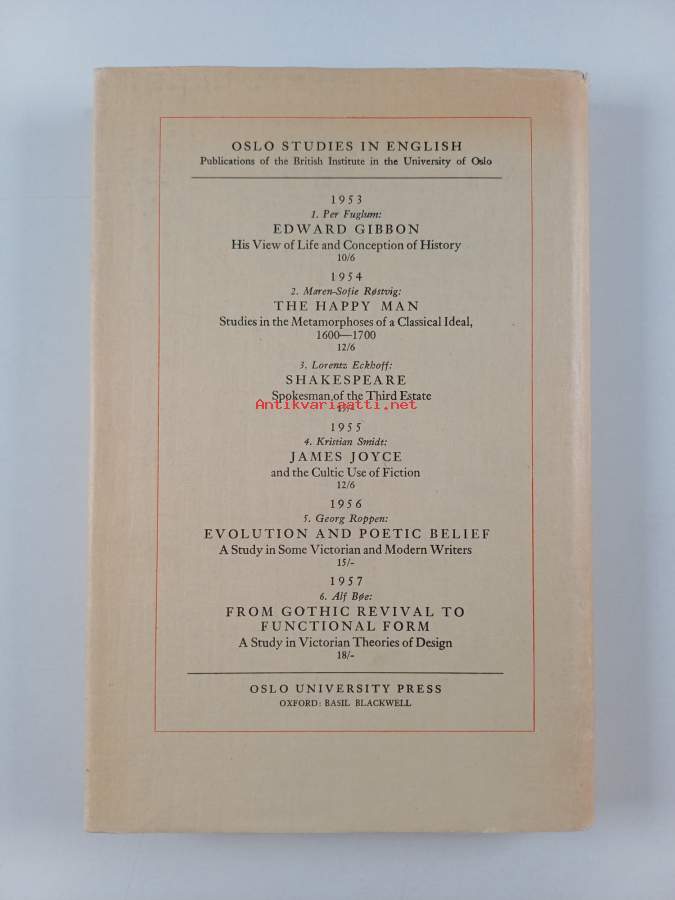 OSLO STUDIES IN ENGLISH
Publications of the British Institute in the University of Oslo
1953
1. Per Fuglum:
EDWARD GIBBON
His View of Life and Conception of History
10/6
1954
2. Maren-Sofie Røstvig:
THE HAPPY MAN
Studies in the Metamorphoses of a Classical Ideal,
1600—1700
12/6
3. Lorentz Eckhoff:
SHAKESPEARE
Spokesman of the Third Estate
Antikvariaatti.net
1955
4. Kristian Smidt:
JAMES JOYCE
and the Cultic Use of Fiction
12/6
1956
5. Georg Roppen:
EVOLUTION AND POETIC BELIEF
A Study in Some Victorian and Modern Writers
15/-
1957
6. Alf Bøe:
FROM GOTHIC REVIVAL TO
FUNCTIONAL FORM
A Study in Victorian Theories of Design
18/-
OSLO UNIVERSITY PRESS
OXFORD: BASIL BLACKWELL